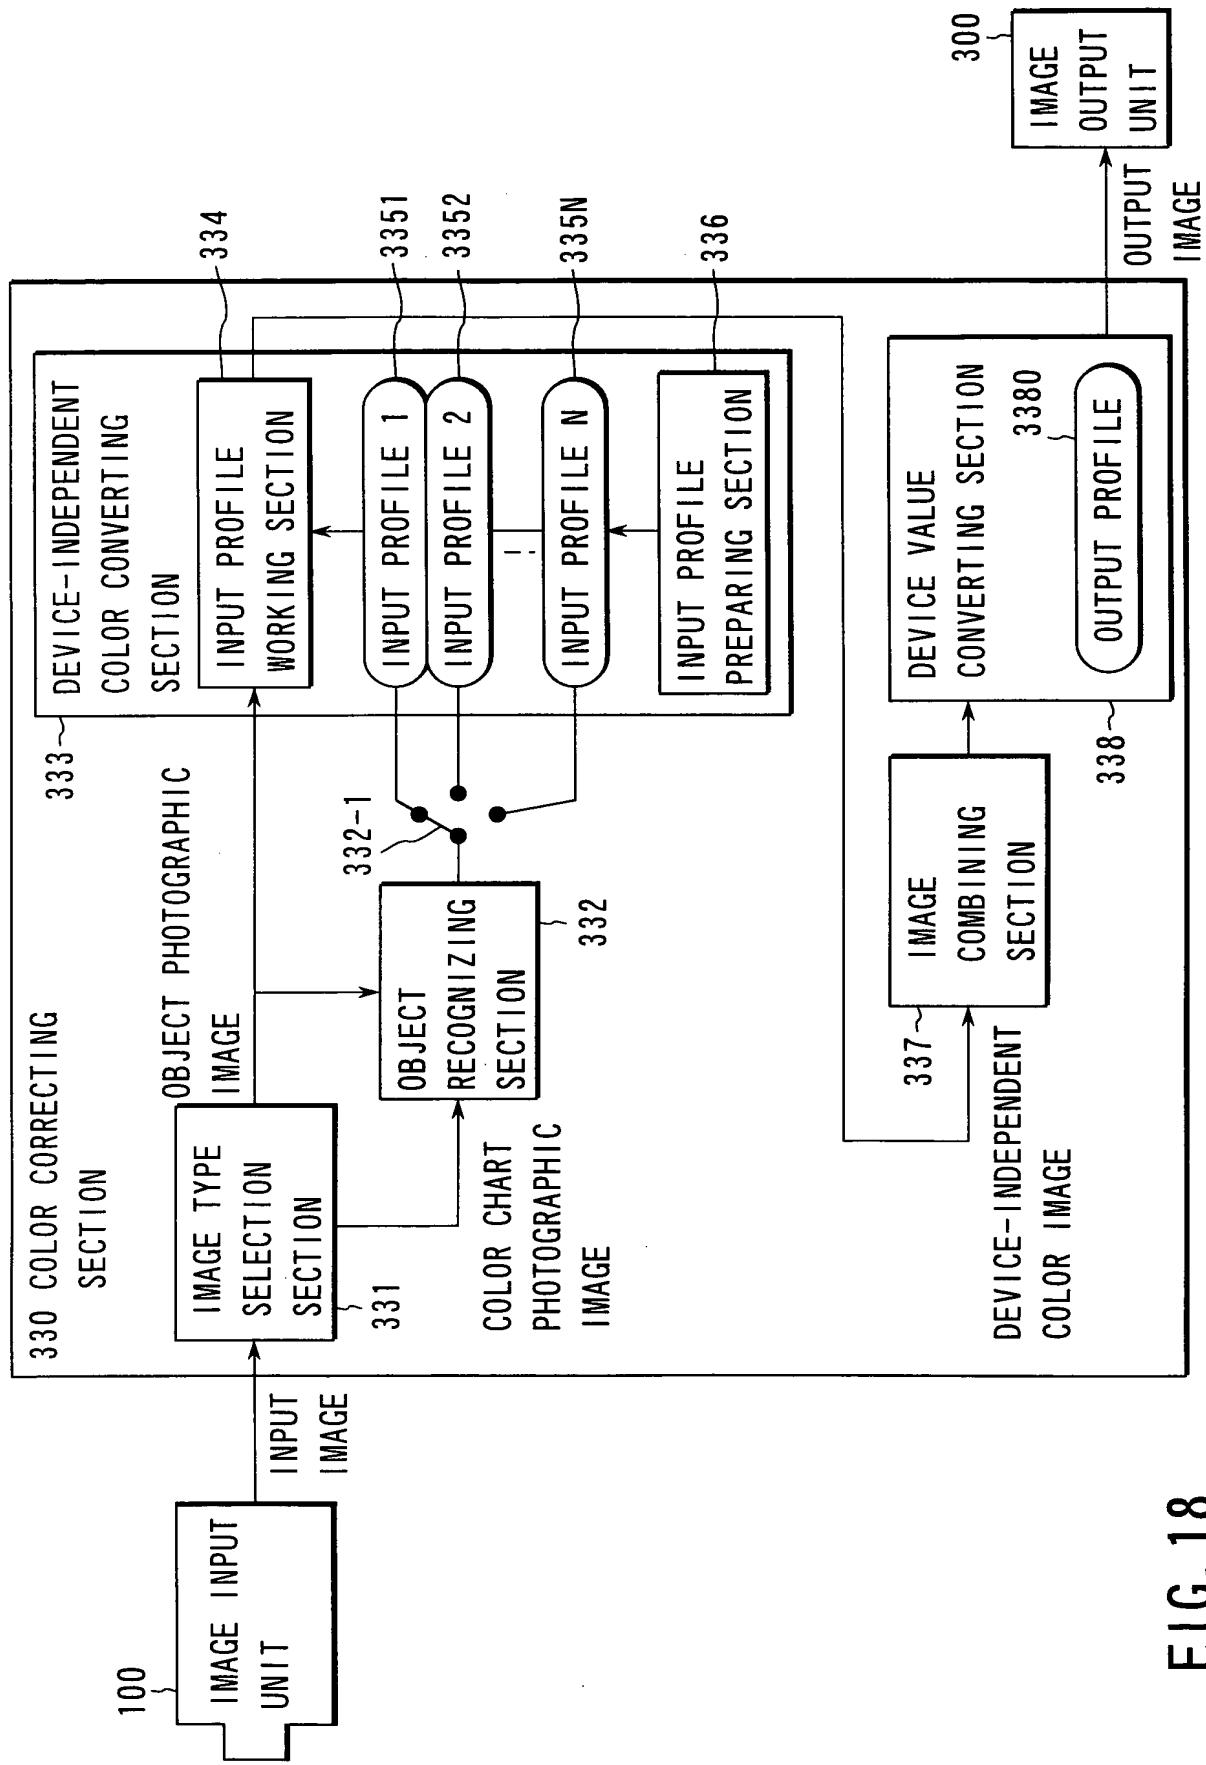 100
IMAGE INPUT
UNIT
INPUT
IMAGE
330 COLOR CORRECTING
SECTION
IMAGE TYPE
SELECTION
SECTION
331
OBJECT PHOTOGRAPHIC
IMAGE
COLOR CHART
PHOTOGRAPHIC
IMAGE
OBJECT
RECOGNIZING
SECTION
332
332-1
333
DEVICE-INDEPENDENT
COLOR CONVERTING
SECTION
INPUT PROFILE
WORKING SECTION
334
INPUT PROFILE 1
3351
INPUT PROFILE 2
3352
INPUT PROFILE N
335N
INPUT PROFILE
PREPARING SECTION
336
DEVICE-INDEPENDENT
COLOR IMAGE
337
IMAGE
COMBINING
SECTION
338
DEVICE VALUE
CONVERTING SECTION
3380
OUTPUT PROFILE
OUTPUT
IMAGE
300
IMAGE
OUTPUT
UNIT
FIG. 18